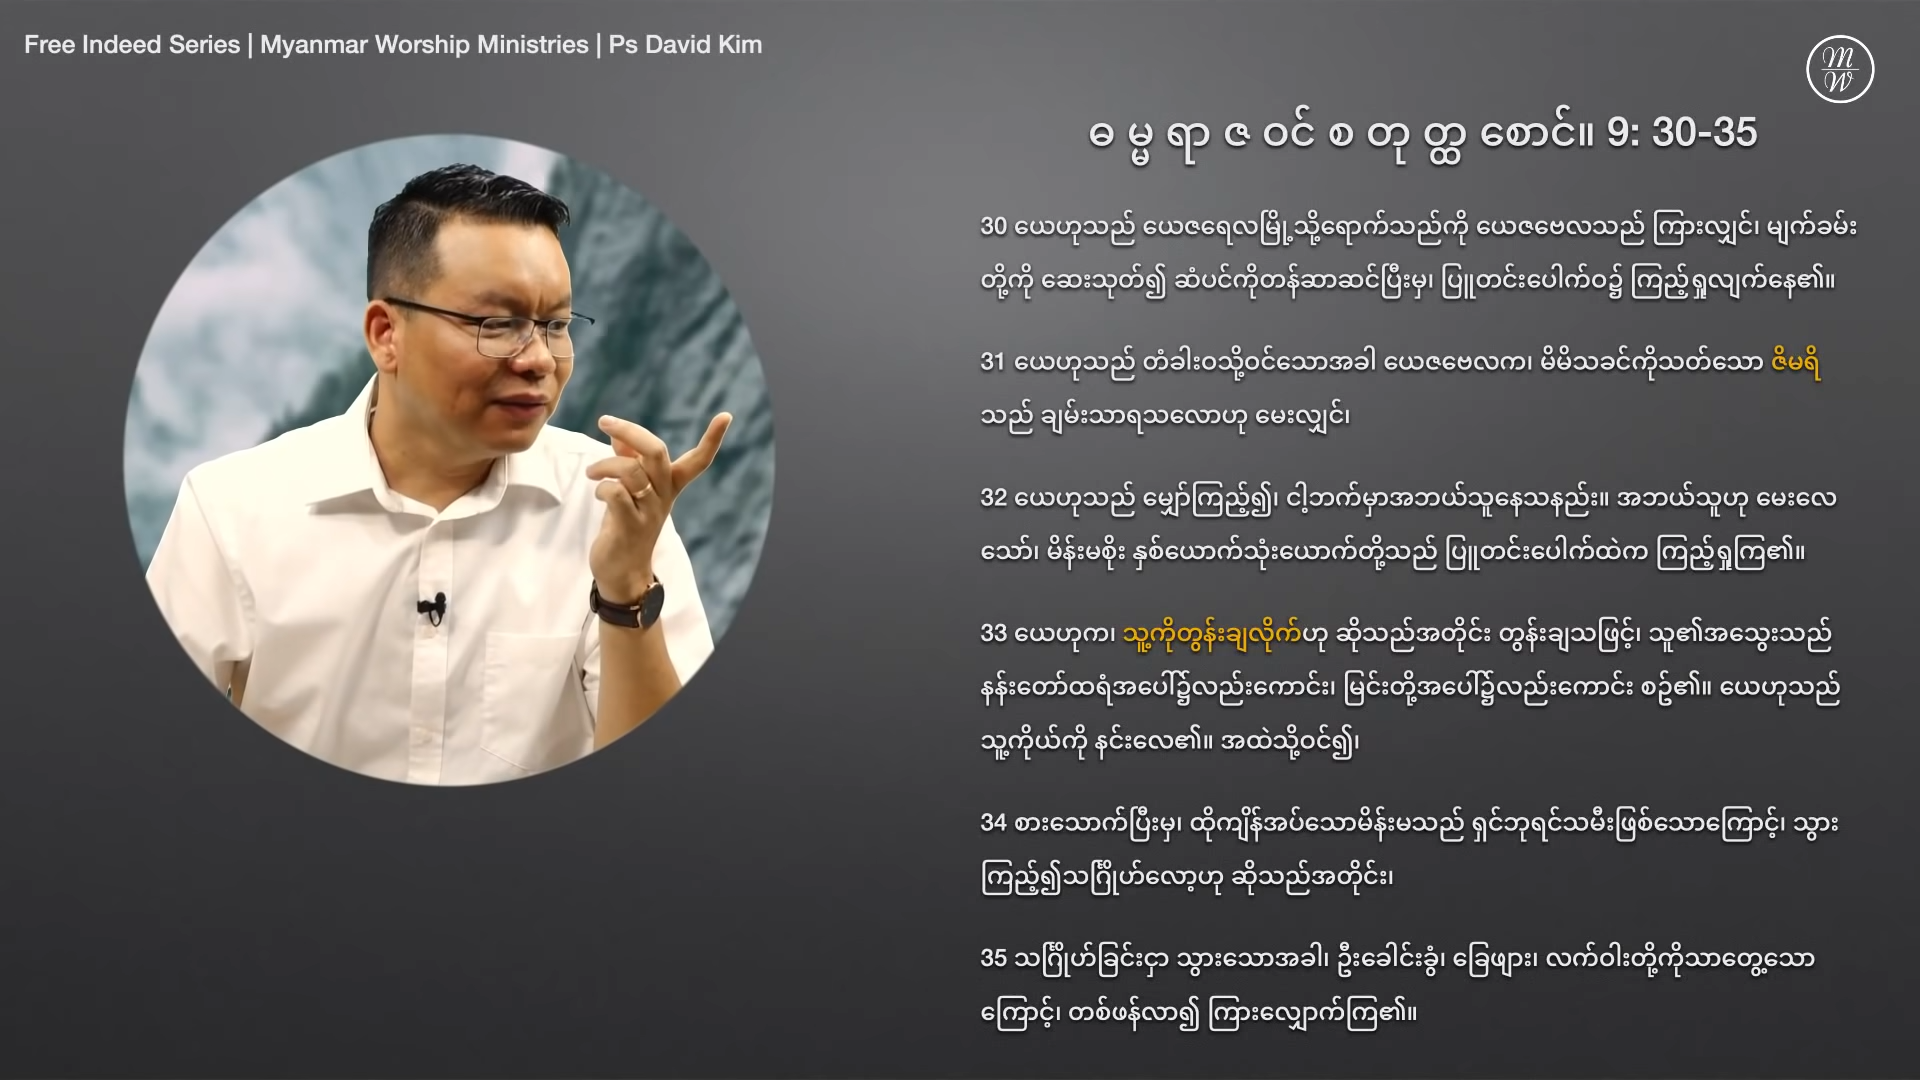 Free Indeed Series | Myanmar Worship Ministries | Ps David Kim
M
W
ဓ မ္မ ရာ ဇ ဝင် စ တု တ္ထ စောင်။ 9: 30-35
30 ယေဟုသည် ယေဇရေလမြို့သို့ရောက်သည်ကို ယေဇဗေလသည် ကြားလျှင်၊ မျက်ခမ်း
တို့ကို ဆေးသုတ်၍ ဆံပင်ကိုတန်ဆာဆင်ပြီးမှ၊ ပြူတင်းပေါက်ဝ၌ ကြည့်ရှုလျက်နေ၏။
31 ယေဟုသည် တံခါးဝသို့ဝင်သောအခါ ယေဇဗေလက၊ မိမိသခင်ကိုသတ်သော ဇိမရိ
သည် ချမ်းသာရသလောဟု မေးလျှင်၊
32 ယေဟုသည် မျှော်ကြည့်၍၊ ငါ့ဘက်မှာအဘယ်သူနေသနည်း။ အဘယ်သူဟု မေးလေ
သော်၊ မိန်းမစိုး နှစ်ယောက်သုံးယောက်တို့သည် ပြူတင်းပေါက်ထဲက ကြည့်ရှုကြ၏။
33 ယေဟုက၊ သူ့ကိုတွန်းချလိုက်ဟု ဆိုသည်အတိုင်း တွန်းချသဖြင့်၊ သူ၏အသွေးသည်
နန်းတော်ထရံအပေါ်၌လည်းကောင်း၊ မြင်းတို့အပေါ်၌လည်းကောင်း စဉ်၏။ ယေဟုသည်
သူ့ကိုယ်ကို နင်းလေ၏။ အထဲသို့ဝင်၍၊
34 စားသောက်ပြီးမှ၊ ထိုကျိန်အပ်သောမိန်းမသည် ရှင်ဘုရင်သမီးဖြစ်သောကြောင့်၊ သွား
ကြည့်၍သင်္ဂြိုဟ်လော့ဟု ဆိုသည်အတိုင်း၊
35 သင်္ဂြိုဟ်ခြင်းငှာ သွားသောအခါ၊ ဦးခေါင်းခွံ၊ ခြေဖျား၊ လက်ဝါးတို့ကိုသာတွေ့သော
ကြောင့်၊ တစ်ဖန်လာ၍ ကြားလျှောက်ကြ၏။